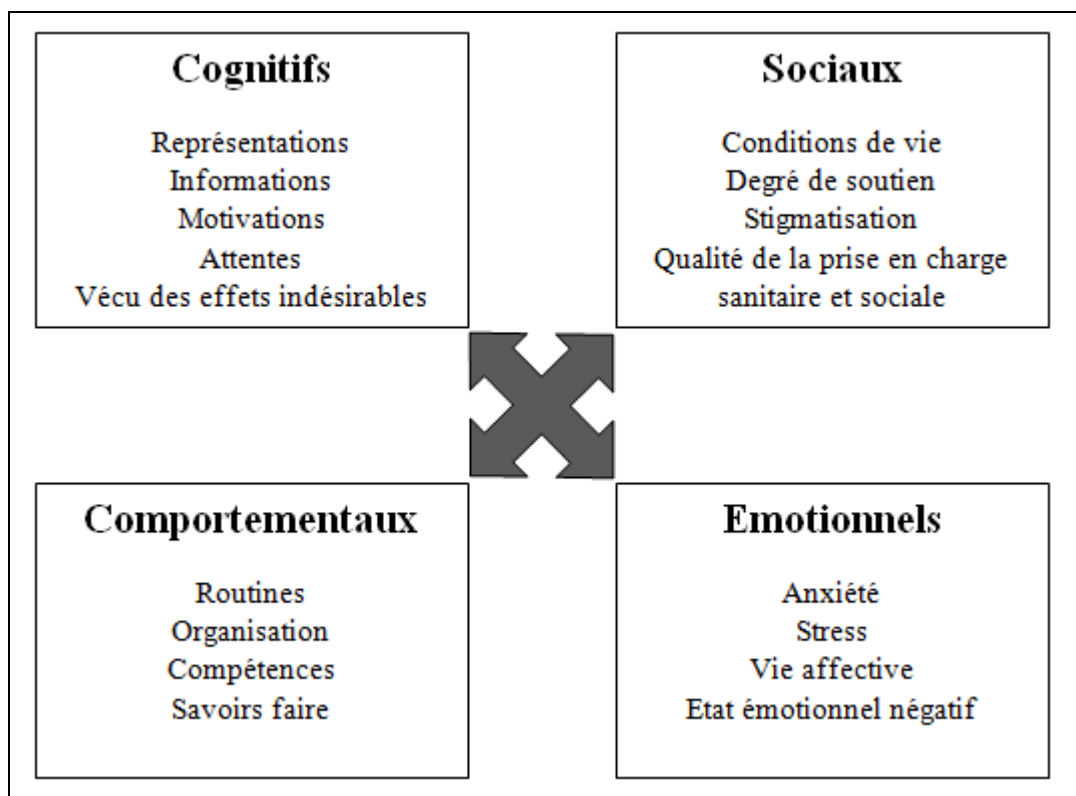 Cognitifs
Représentations
Informations
Motivations
Attentes
Vécu des effets indésirables
Sociaux
Conditions de vie
Degré de soutien
Stigmatisation
Qualité de la prise en charge
sanitaire et sociale
Comportementaux
Routines
Organisation
Compétences
Savoirs faire
Emotionnels
Anxiété
Stress
Vie affective
Etat émotionnel négatif